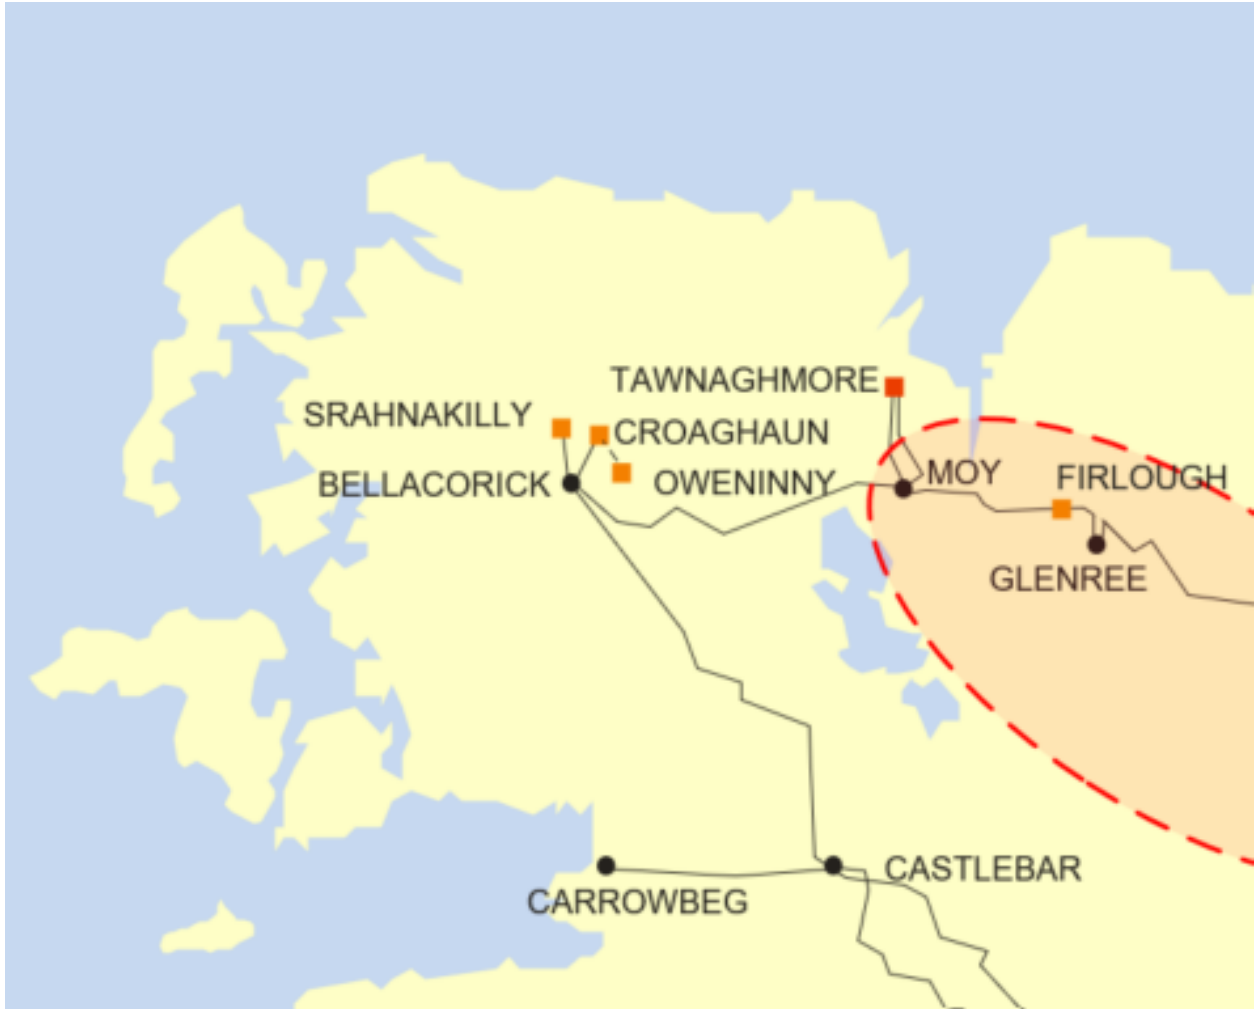 TAWNAGHMORE
SRAHNAKILLY
CROAGHAUN
BELLACORICK
OWENINNY
MOY
FIRLOUGH
GLENREE
CASTLEBAR
CARROWBEG